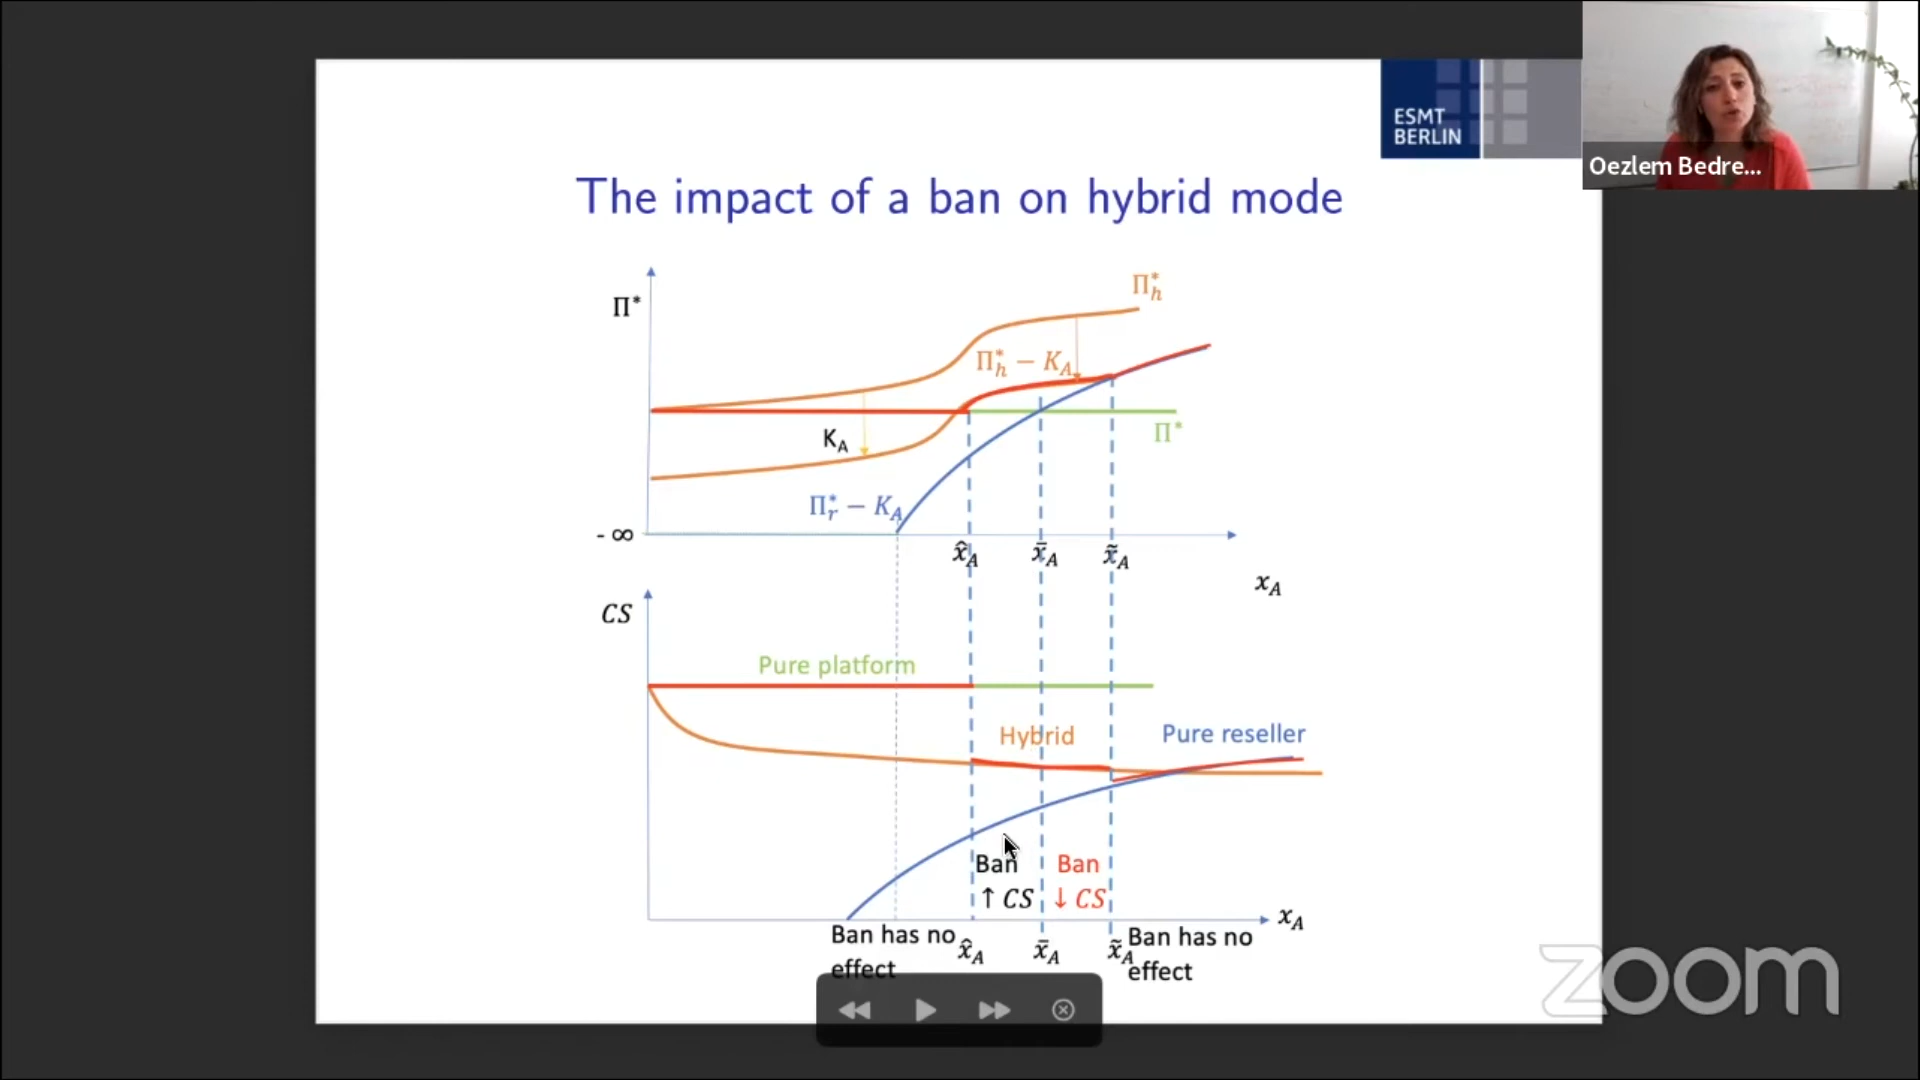 ESMT
BERLIN
Oezlem Bedre...
The impact of a ban on hybrid mode
Π*
Π*h
Π*h − KA
KA
Π*
Π*r − KA
- ∞
x̂A
x̄A
x̃A
xA
CS
Pure platform
Hybrid
Pure reseller
Ban
↑ CS
Ban
↓ CS
xA
Ban has no
effect
x̂A
x̄A
x̃A
Ban has no
effect
zoom